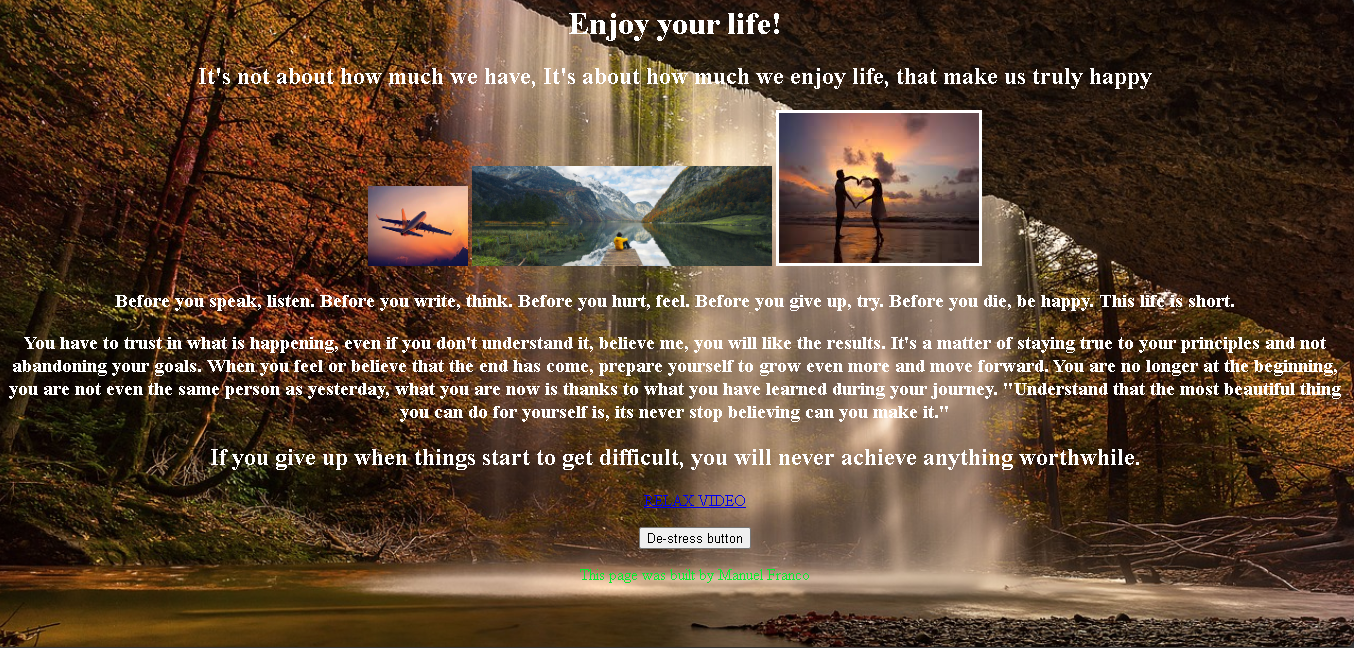 Enjoy your life!
It's not about how much we have, It's about how much we enjoy life, that make us truly happy
Before you speak, listen. Before you write, think. Before you hurt, feel. Before you give up, try. Before you die, be happy. This life is short.
You have to trust in what is happening, even if you don't understand it, believe me, you will like the results. It's a matter of staying true to your principles and not
abandoning your goals. When you feel or believe that the end has come, prepare yourself to grow even more and move forward. You are no longer at the beginning,
you are not even the same person as yesterday, what you are now is thanks to what you have learned during your journey. "Understand that the most beautiful thing
you can do for yourself is, its never stop believing can you make it."
If you give up when things start to get difficult, you will never achieve anything worthwhile.
RELAX VIDEO
De-stress button
This page was built by Manuel Franco